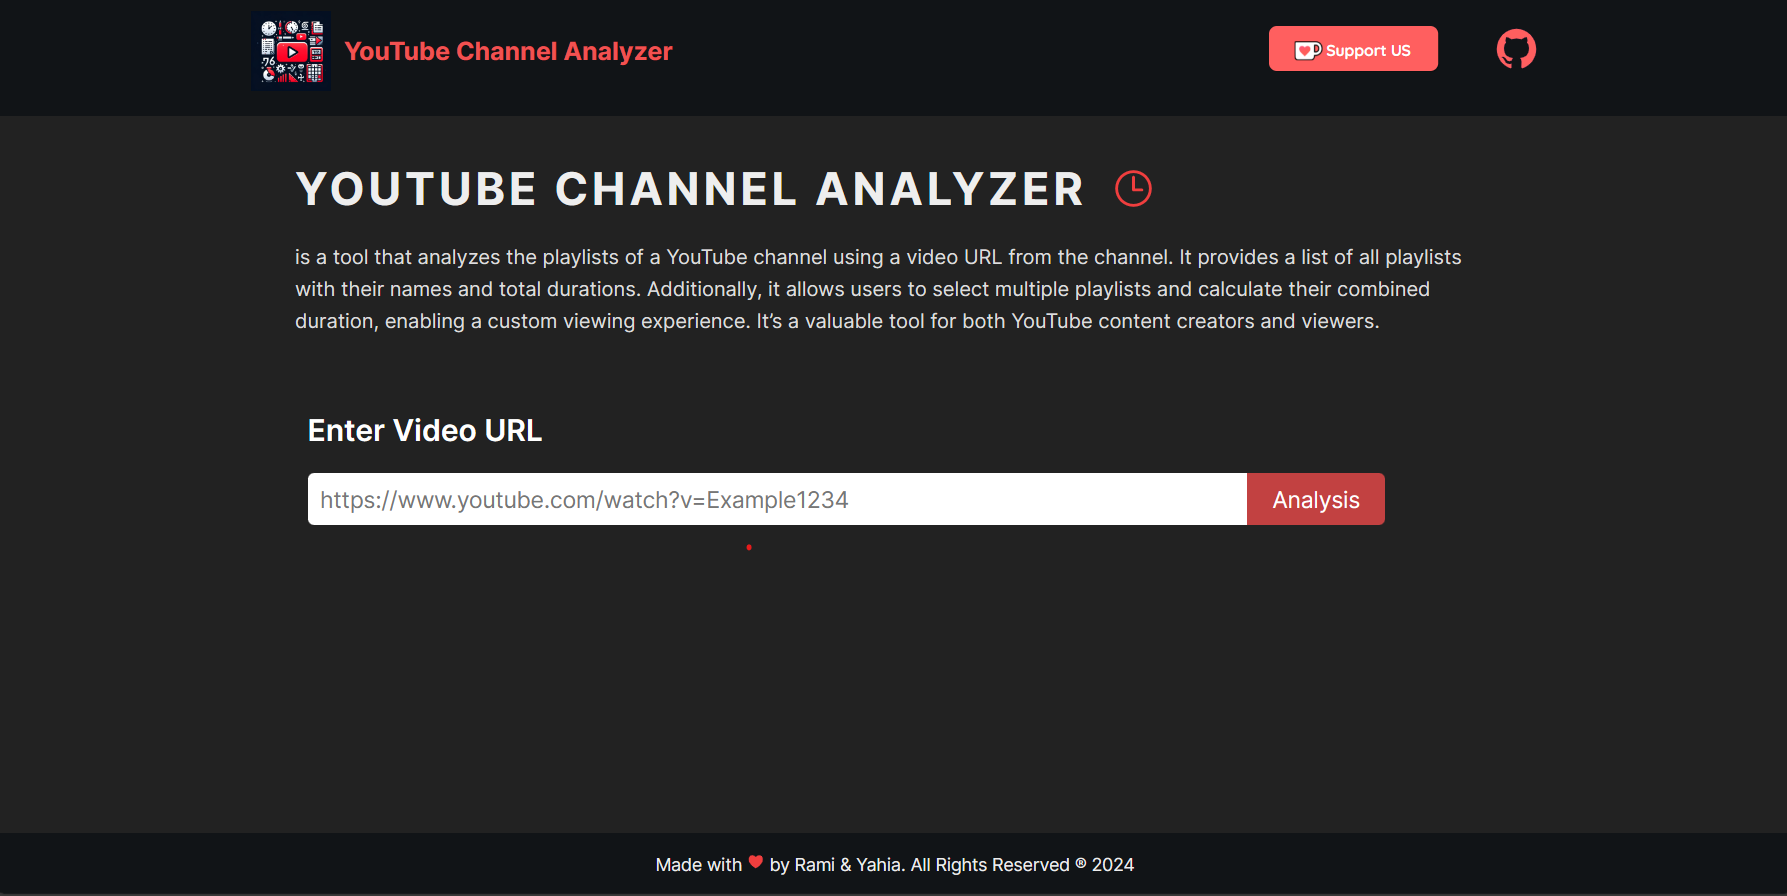 YouTube Channel Analyzer
Support US
YOUTUBE CHANNEL ANALYZER
is a tool that analyzes the playlists of a YouTube channel using a video URL from the channel. It provides a list of all playlists
with their names and total durations. Additionally, it allows users to select multiple playlists and calculate their combined
duration, enabling a custom viewing experience. It’s a valuable tool for both YouTube content creators and viewers.
Enter Video URL
https://www.youtube.com/watch?v=Example1234
Analysis
Made with ❤ by Rami & Yahia. All Rights Reserved ® 2024